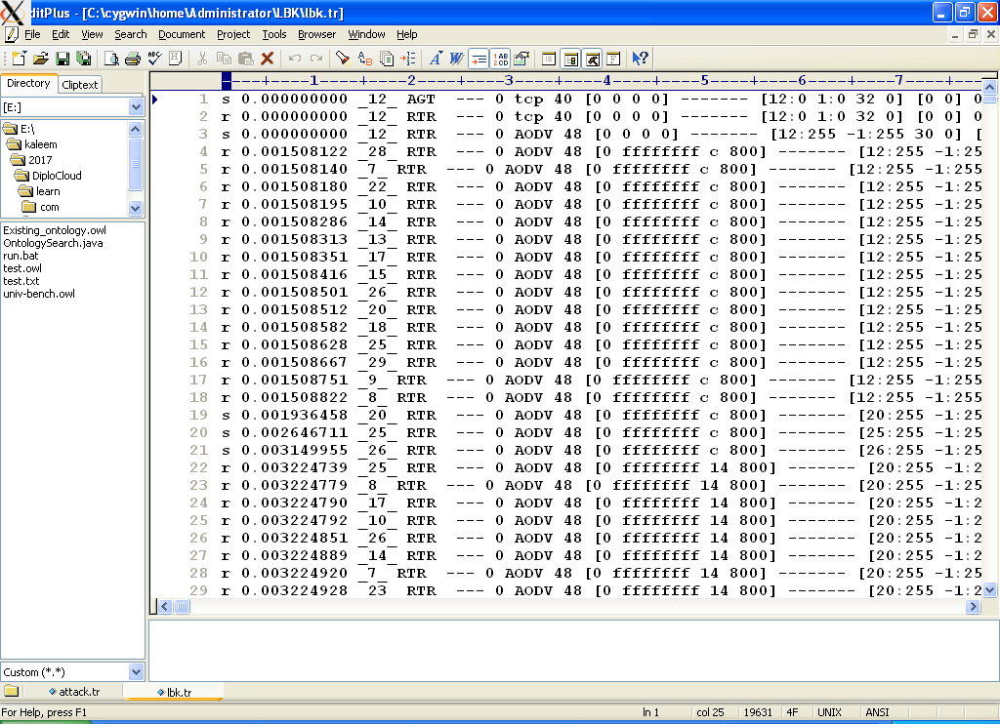 ditPlus - [C:\cygwin\home\Administrator\LBK\lbk.tr]
File Edit View Search Document Project Tools Browser Window Help
Directory Cliptext
[E:]
E:\
kaleem
2017
DiploCloud
learn
com
Existing_ontology.owl
OntologySearch.java
run.bat
test.owl
test.txt
univ-bench.owl
Custom (*.*)
----+----1----+----2----+----3----+----4----+----5----+----6----+----7----+---
1 s 0.000000000 _12_ AGT --- 0 tcp 40 [0 0 0 0] ------- [12:0 1:0 32 0] [0 0] 0
2 r 0.000000000 _12_ RTR --- 0 tcp 40 [0 0 0 0] ------- [12:0 1:0 32 0] [0 0] 0
3 s 0.000000000 _12_ RTR --- 0 AODV 48 [0 0 0 0] ------- [12:255 -1:255 30 0] [
4 r 0.001508122 _28_ RTR --- 0 AODV 48 [0 ffffffff c 800] ------- [12:255 -1:25
5 r 0.001508140 _7_ RTR --- 0 AODV 48 [0 ffffffff c 800] ------- [12:255 -1:255
6 r 0.001508180 _22_ RTR --- 0 AODV 48 [0 ffffffff c 800] ------- [12:255 -1:25
7 r 0.001508195 _10_ RTR --- 0 AODV 48 [0 ffffffff c 800] ------- [12:255 -1:25
8 r 0.001508286 _14_ RTR --- 0 AODV 48 [0 ffffffff c 800] ------- [12:255 -1:25
9 r 0.001508313 _13_ RTR --- 0 AODV 48 [0 ffffffff c 800] ------- [12:255 -1:25
10 r 0.001508351 _17_ RTR --- 0 AODV 48 [0 ffffffff c 800] ------- [12:255 -1:25
11 r 0.001508416 _15_ RTR --- 0 AODV 48 [0 ffffffff c 800] ------- [12:255 -1:25
12 r 0.001508501 _26_ RTR --- 0 AODV 48 [0 ffffffff c 800] ------- [12:255 -1:25
13 r 0.001508512 _20_ RTR --- 0 AODV 48 [0 ffffffff c 800] ------- [12:255 -1:25
14 r 0.001508582 _18_ RTR --- 0 AODV 48 [0 ffffffff c 800] ------- [12:255 -1:25
15 r 0.001508628 _25_ RTR --- 0 AODV 48 [0 ffffffff c 800] ------- [12:255 -1:25
16 r 0.001508667 _29_ RTR --- 0 AODV 48 [0 ffffffff c 800] ------- [12:255 -1:25
17 r 0.001508751 _9_ RTR --- 0 AODV 48 [0 ffffffff c 800] ------- [12:255 -1:255
18 r 0.001508822 _8_ RTR --- 0 AODV 48 [0 ffffffff c 800] ------- [12:255 -1:255
19 s 0.001936458 _20_ RTR --- 0 AODV 48 [0 ffffffff c 800] ------- [20:255 -1:25
20 s 0.002646711 _25_ RTR --- 0 AODV 48 [0 ffffffff c 800] ------- [25:255 -1:25
21 s 0.003149955 _26_ RTR --- 0 AODV 48 [0 ffffffff c 800] ------- [26:255 -1:25
22 r 0.003224739 _25_ RTR --- 0 AODV 48 [0 ffffffff 14 800] ------- [20:255 -1:2
23 r 0.003224779 _8_ RTR --- 0 AODV 48 [0 ffffffff 14 800] ------- [20:255 -1:25
24 r 0.003224790 _17_ RTR --- 0 AODV 48 [0 ffffffff 14 800] ------- [20:255 -1:2
25 r 0.003224792 _10_ RTR --- 0 AODV 48 [0 ffffffff 14 800] ------- [20:255 -1:2
26 r 0.003224851 _26_ RTR --- 0 AODV 48 [0 ffffffff 14 800] ------- [20:255 -1:2
27 r 0.003224889 _14_ RTR --- 0 AODV 48 [0 ffffffff 14 800] ------- [20:255 -1:2
28 r 0.003224920 _7_ RTR --- 0 AODV 48 [0 ffffffff 14 800] ------- [20:255 -1:25
29 r 0.003224928 _23_ RTR --- 0 AODV 48 [0 ffffffff 14 800] ------- [20:255 -1:2
attack.tr lbk.tr
For Help, press F1 ln 1 col 25 19631 4F UNIX ANSI